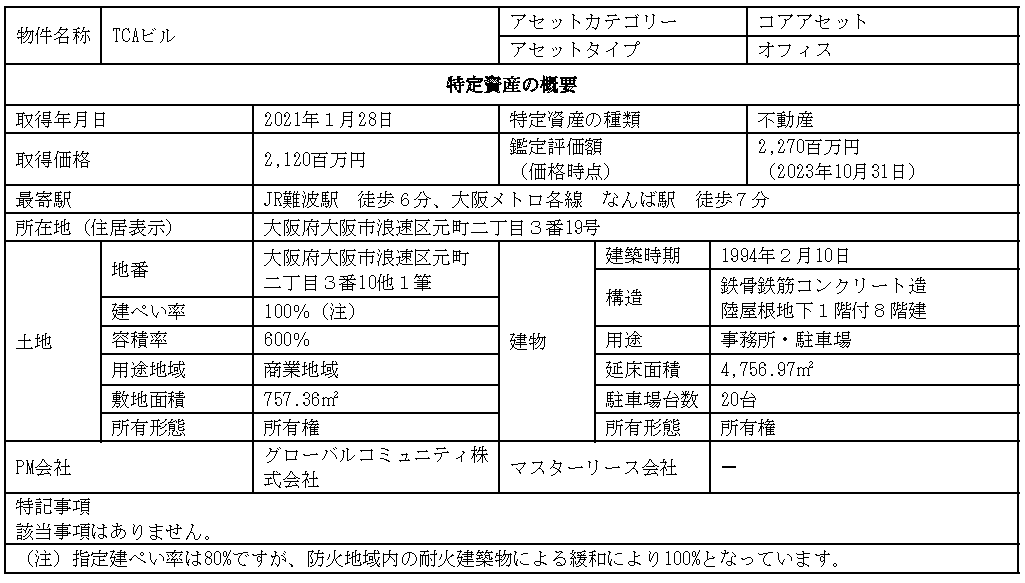 物件名称 TCAビル アセットカテゴリー コアアセット
アセットタイプ オフィス
特定資産の概要
取得年月日 2021年１月28日 特定資産の種類 不動産
取得価格 2,120百万円 鑑定評価額（価格時点） 2,270百万円（2023年10月31日）
最寄駅 JR難波駅　徒歩６分、大阪メトロ各線　なんば駅　徒歩７分
所在地（住居表示） 大阪府大阪市浪速区元町二丁目３番19号
土地
地番 大阪府大阪市浪速区元町
二丁目３番10他１筆
建ぺい率 100％（注）
容積率 600％
用途地域 商業地域
敷地面積 757.36㎡
所有形態 所有権
建物
建築時期 1994年２月10日
構造 鉄骨鉄筋コンクリート造
陸屋根地下１階付８階建
用途 事務所・駐車場
延床面積 4,756.97㎡
駐車場台数 20台
所有形態 所有権
PM会社 グローバルコミュニティ株
式会社
マスターリース会社 －
特記事項
該当事項はありません。
（注）指定建ぺい率は80%ですが、防火地域内の耐火建築物による緩和により100%となっています。